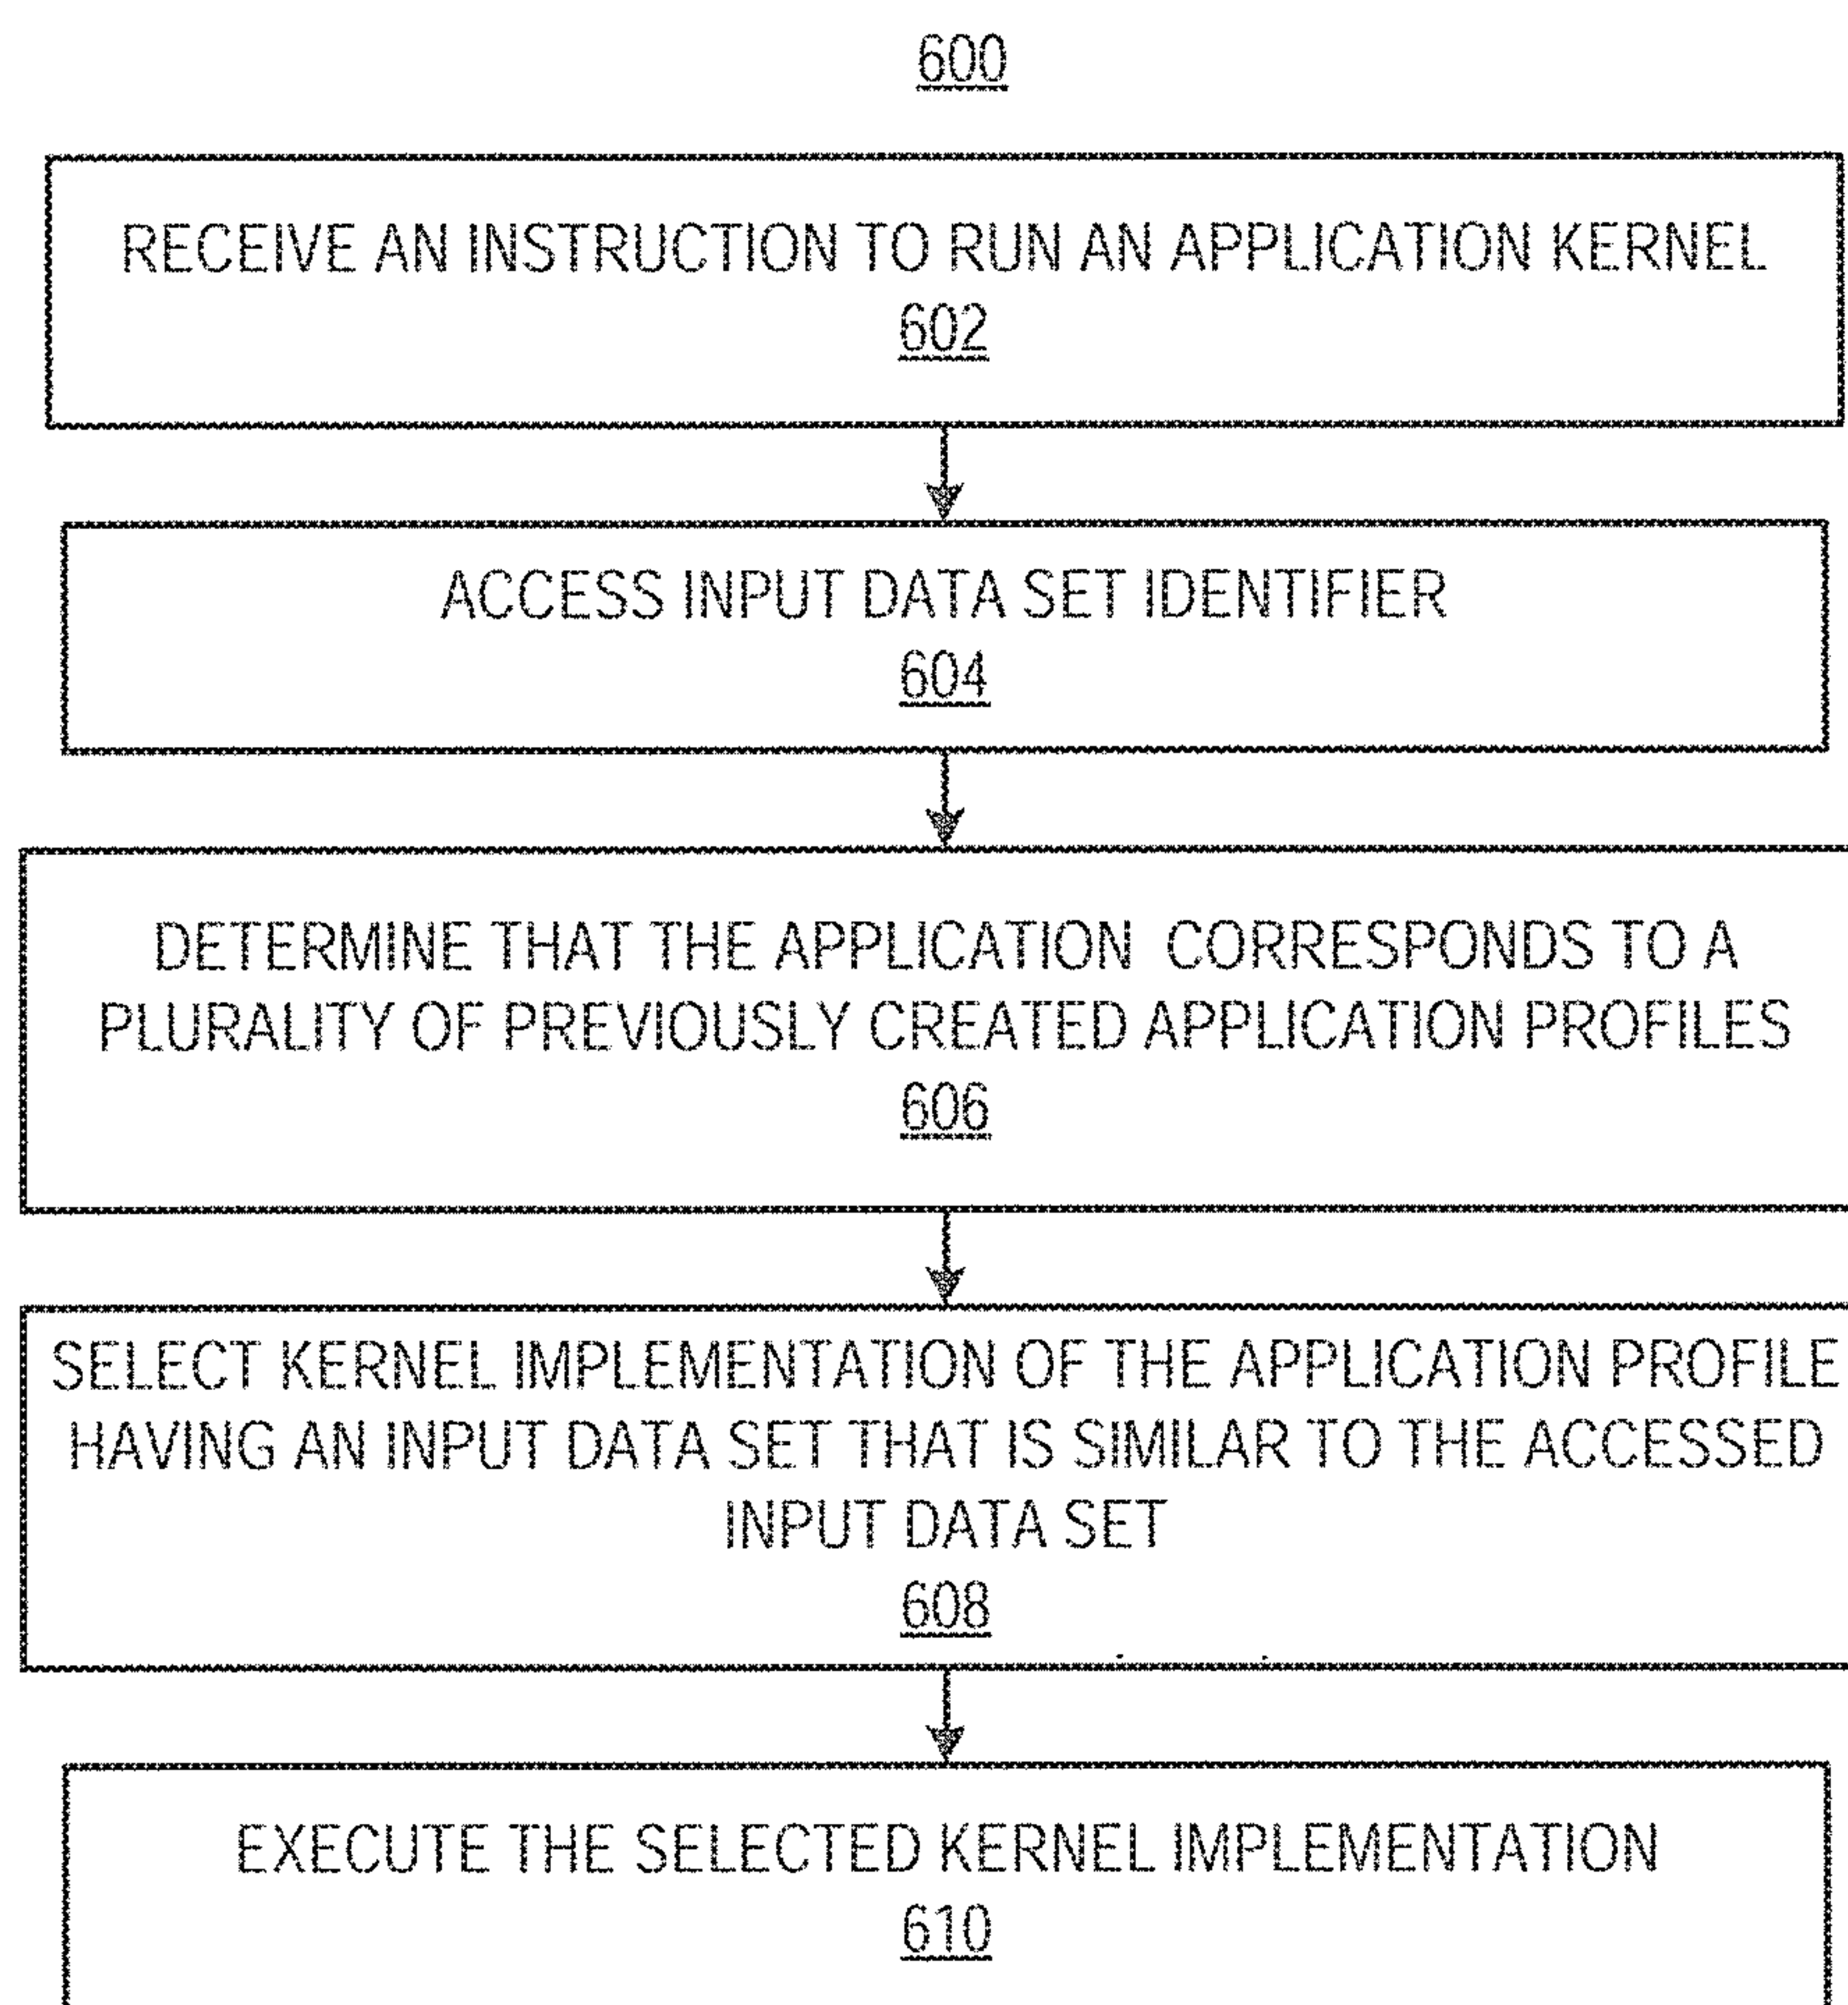 600
RECEIVE AN INSTRUCTION TO RUN AN APPLICATION KERNEL
602
ACCESS INPUT DATA SET IDENTIFIER
604
DETERMINE THAT THE APPLICATION CORRESPONDS TO A
PLURALITY OF PREVIOUSLY CREATED APPLICATION PROFILES
606
SELECT KERNEL IMPLEMENTATION OF THE APPLICATION PROFILE
HAVING AN INPUT DATA SET THAT IS SIMILAR TO THE ACCESSED
INPUT DATA SET
608
EXECUTE THE SELECTED KERNEL IMPLEMENTATION
610